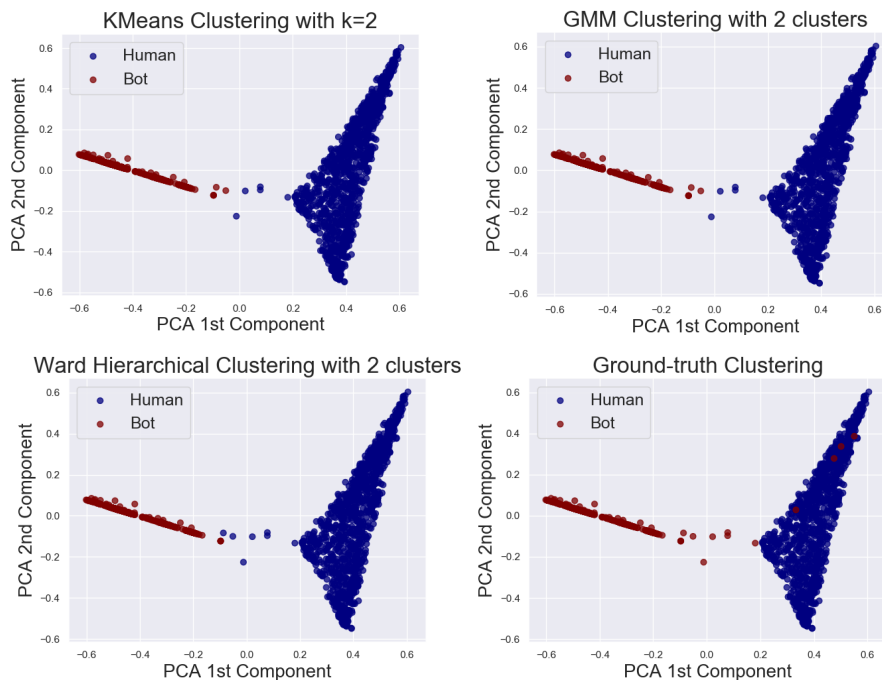 KMeans Clustering with k=2
Human
Bot
PCA 2nd Component
0.6
0.4
0.2
0.0
−0.2
−0.4
−0.6
−0.6
−0.4
−0.2
0.0
0.2
0.4
0.6
PCA 1st Component
GMM Clustering with 2 clusters
Human
Bot
PCA 2nd Component
0.6
0.4
0.2
0.0
−0.2
−0.4
−0.6
−0.6
−0.4
−0.2
0.0
0.2
0.4
0.6
PCA 1st Component
Ward Hierarchical Clustering with 2 clusters
Human
Bot
PCA 2nd Component
0.6
0.4
0.2
0.0
−0.2
−0.4
−0.6
−0.6
−0.4
−0.2
0.0
0.2
0.4
0.6
PCA 1st Component
Ground-truth Clustering
Human
Bot
PCA 2nd Component
0.6
0.4
0.2
0.0
−0.2
−0.4
−0.6
−0.6
−0.4
−0.2
0.0
0.2
0.4
0.6
PCA 1st Component